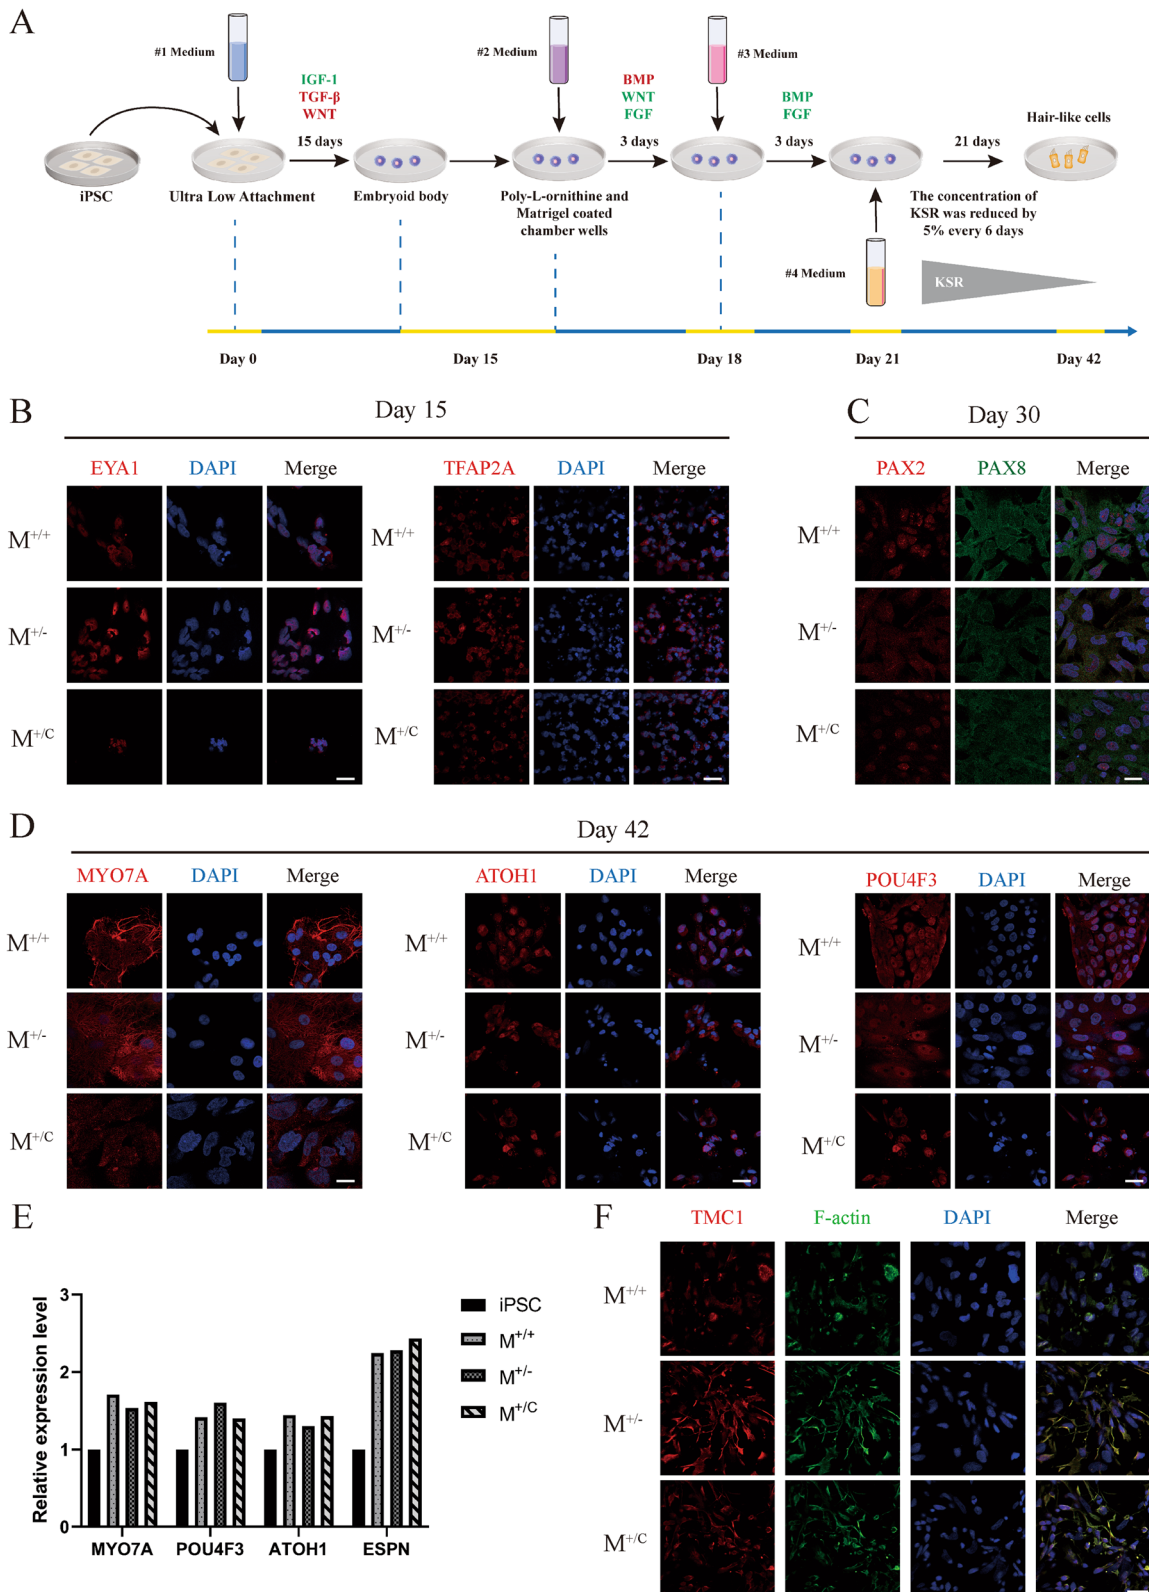 A
#1 Medium
#2 Medium
#3 Medium
IGF-1
TGF-β
WNT
15 days
BMP
WNT
FGF
3 days
BMP
FGF
3 days
21 days
Hair-like cells
iPSC
Ultra Low Attachment
Embryoid body
Poly-L-ornithine and
Matrigel coated
chamber wells
The concentration of
KSR was reduced by
5% every 6 days
#4 Medium
KSR
Day 0
Day 15
Day 18
Day 21
Day 42
B
Day 15
EYA1 DAPI Merge
TFAP2A DAPI Merge
M+/+
M+/-
M+/C
M+/+
M+/-
M+/C
C
Day 30
PAX2 PAX8 Merge
M+/+
M+/-
M+/C
D
Day 42
MYO7A DAPI Merge
ATOH1 DAPI Merge
POU4F3 DAPI Merge
M+/+
M+/-
M+/C
M+/+
M+/-
M+/C
M+/+
M+/-
M+/C
E
Relative expression level
3
2
1
0
MYO7A POU4F3 ATOH1 ESPN
iPSC
M+/+
M+/-
M+/C
F
TMC1 F-actin DAPI Merge
M+/+
M+/-
M+/C